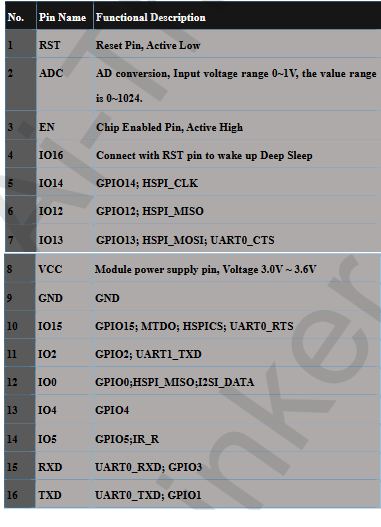 No. Pin Name Functional Description
1 RST Reset Pin, Active Low
2 ADC AD conversion, Input voltage range 0~1V, the value range
is 0~1024.
3 EN Chip Enabled Pin, Active High
4 IO16 Connect with RST pin to wake up Deep Sleep
5 IO14 GPIO14; HSPI_CLK
6 IO12 GPIO12; HSPI_MISO
7 IO13 GPIO13; HSPI_MOSI; UART0_CTS
8 VCC Module power supply pin, Voltage 3.0V ~ 3.6V
9 GND GND
10 IO15 GPIO15; MTDO; HSPICS; UART0_RTS
11 IO2 GPIO2; UART1_TXD
12 IO0 GPIO0;HSPI_MISO;I2SI_DATA
13 IO4 GPIO4
14 IO5 GPIO5;IR_R
15 RXD UART0_RXD; GPIO3
16 TXD UART0_TXD; GPIO1